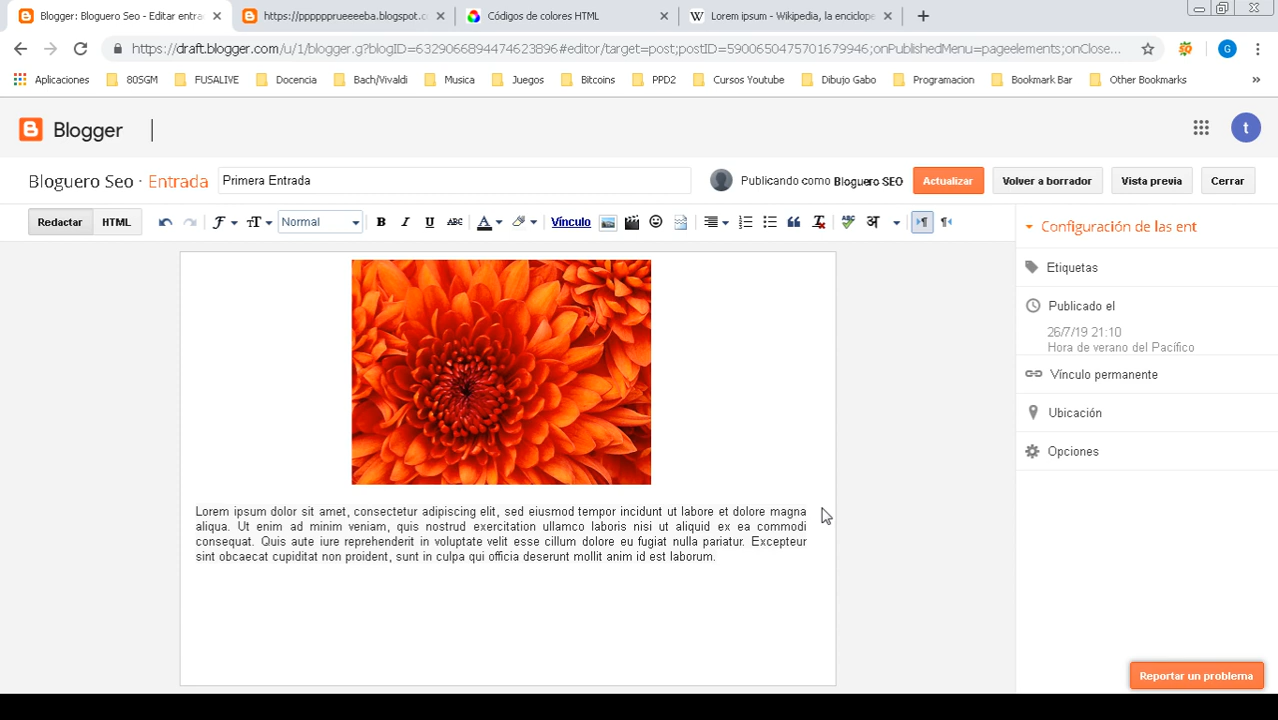 Blogger: Bloguero Seo - Editar entra
https://pppppprueeeeba.blogspot.c
Códigos de colores HTML
W Lorem ipsum - Wikipedia, la enciclope
https://draft.blogger.com/u/1/blogger.g?blogID=6329066894474623896#editor/target=post;postID=5900650475701679946;onPublishedMenu=pageelements;onClose...
G
Aplicaciones 80SGM FUSALIVE Docencia Bach/Vivaldi Musica Juegos Bitcoins PPD2 Cursos Youtube Dibujo Gabo Programacion Bookmark Bar Other Bookmarks »
Blogger
t
Bloguero Seo · Entrada Primera Entrada Publicando como Bloguero SEO Actualizar Volver a borrador Vista previa Cerrar
Redactar HTML Normal B I U ABC A Vínculo अ
Configuración de las ent
Etiquetas
Publicado el
26/7/19 21:10
Hora de verano del Pacífico
Vínculo permanente
Ubicación
Opciones
Lorem ipsum dolor sit amet, consectetur adipiscing elit, sed eiusmod tempor incidunt ut labore et dolore magna
aliqua. Ut enim ad minim veniam, quis nostrud exercitation ullamco laboris nisi ut aliquid ex ea commodi
consequat. Quis aute iure reprehenderit in voluptate velit esse cillum dolore eu fugiat nulla pariatur. Excepteur
sint obcaecat cupiditat non proident, sunt in culpa qui officia deserunt mollit anim id est laborum.
Reportar un problema